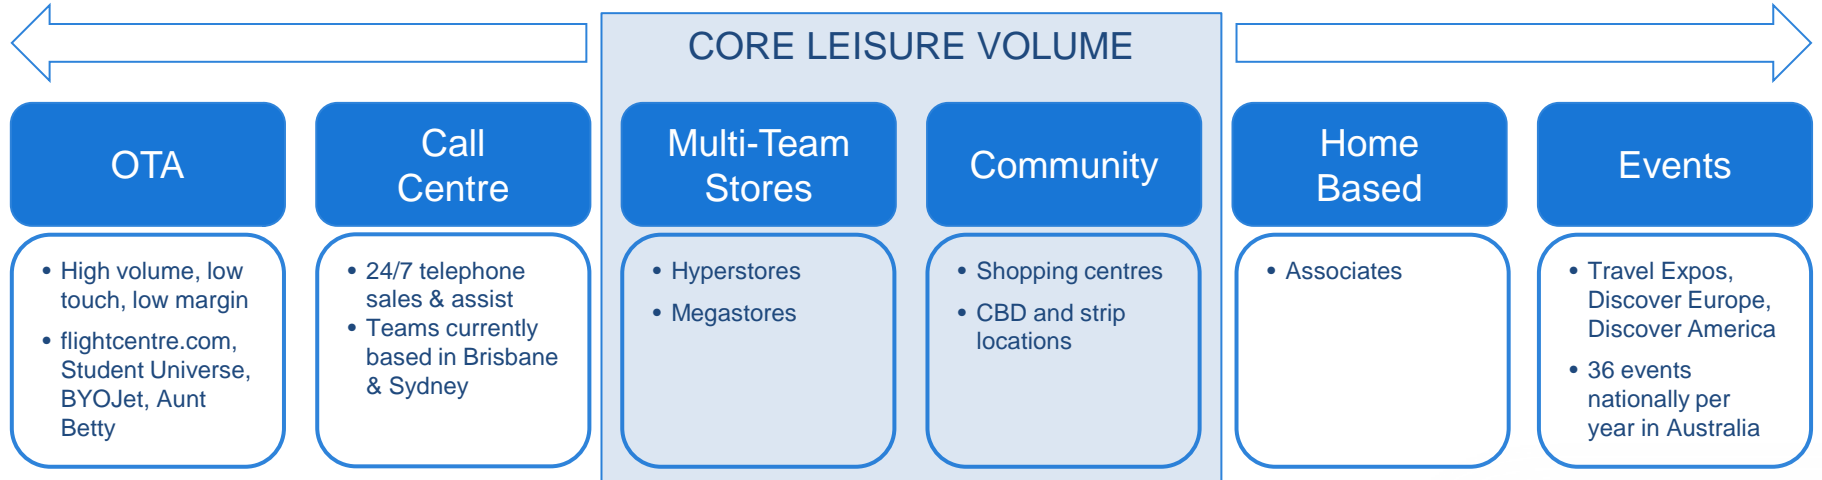 CORE LEISURE VOLUME
OTA
• High volume, low
touch, low margin
• flightcentre.com,
Student Universe,
BYOJet, Aunt
Betty
Call
Centre
• 24/7 telephone
sales & assist
• Teams currently
based in Brisbane
& Sydney
Multi-Team
Stores
• Hyperstores
• Megastores
Community
• Shopping centres
• CBD and strip
locations
Home
Based
• Associates
Events
• Travel Expos,
Discover Europe,
Discover America
• 36 events
nationally per
year in Australia